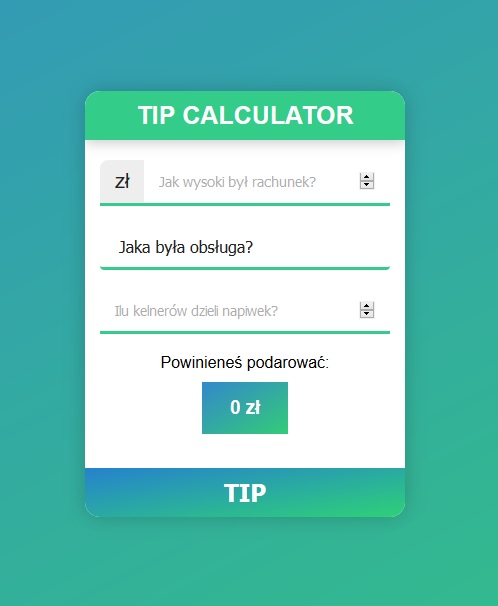 TIP CALCULATOR
zł Jak wysoki był rachunek?
Jaka była obsługa?
Ilu kelnerów dzieli napiwek?
Powinieneś podarować:
0 zł
TIP